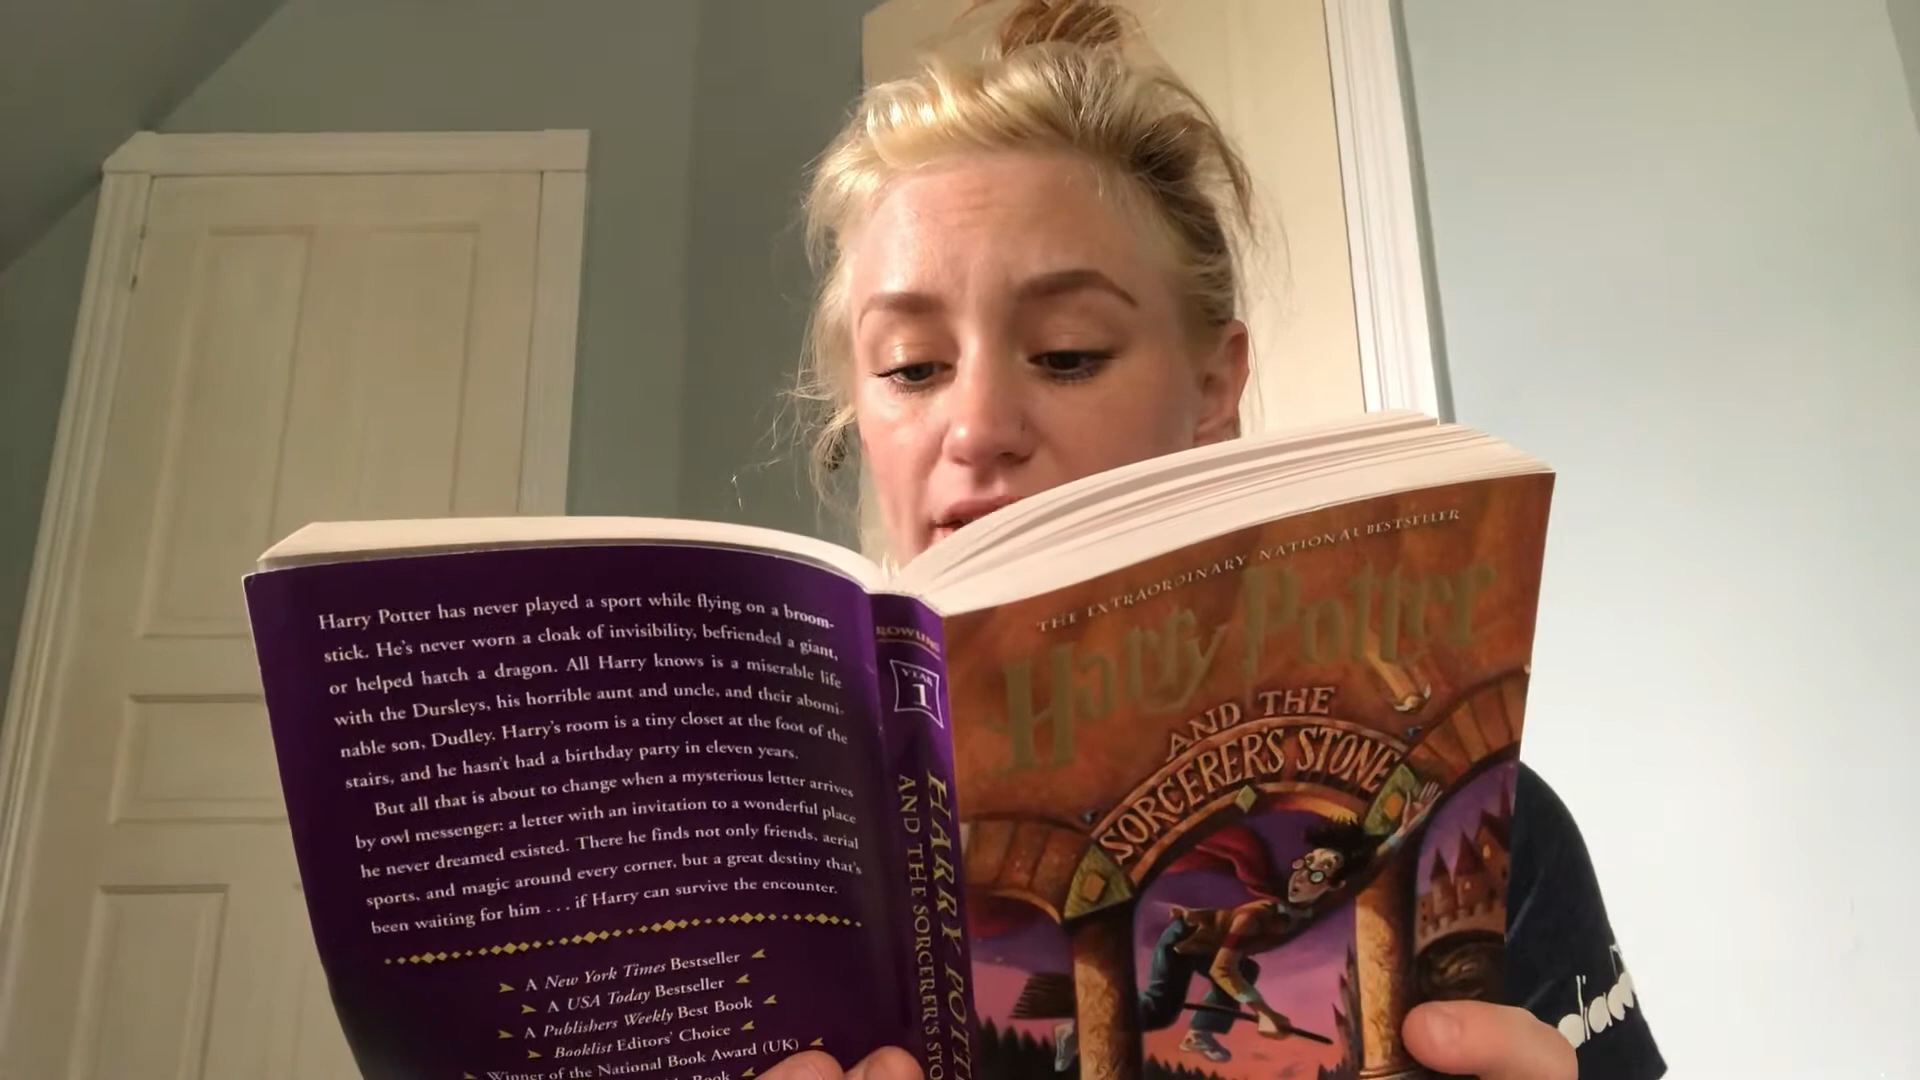 Harry Potter has never played a sport while flying on a broom-
stick. He's never worn a cloak of invisibility, befriended a giant,
or helped hatch a dragon. All Harry knows is a miserable life
with the Dursleys, his horrible aunt and uncle, and their abomi-
nable son, Dudley. Harry's room is a tiny closet at the foot of the
stairs, and he hasn't had a birthday party in eleven years.
But all that is about to change when a mysterious letter arrives
by owl messenger: a letter with an invitation to a wonderful place
he never dreamed existed. There he finds not only friends, aerial
sports, and magic around every corner, but a great destiny that's
been waiting for him . . . if Harry can survive the encounter.
A New York Times Bestseller
A USA Today Bestseller
A Publishers Weekly Best Book
Booklist Editors' Choice
Winner of the National Book Award (UK)
Book
ROWLING
YEAR
1
HARRY POTTER
AND THE SORCERER'S STO
THE EXTRAORDINARY NATIONAL BESTSELLER
Harry Potter
AND THE
SORCERER'S STONE
diado